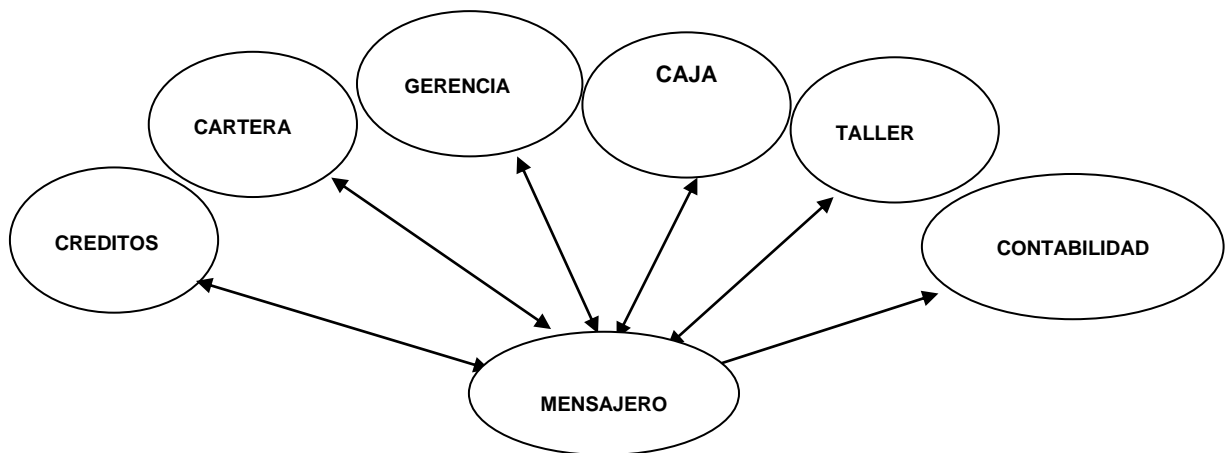 CREDITOS
CARTERA
GERENCIA
CAJA
TALLER
CONTABILIDAD
MENSAJERO